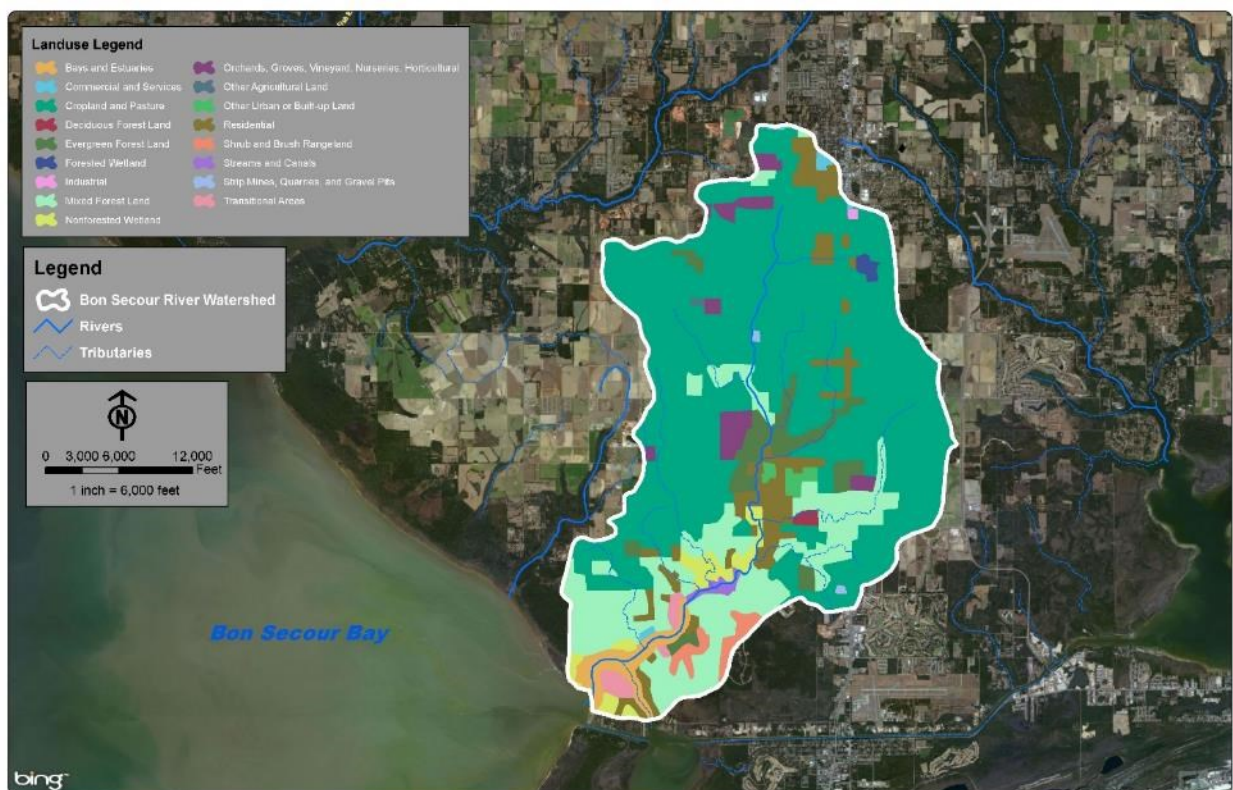 Landuse Legend
Bays and Estuaries
Commercial and Services
Cropland and Pasture
Deciduous Forest Land
Evergreen Forest Land
Forested Wetland
Industrial
Mixed Forest Land
Nonforested Wetland
Orchards, Groves, Vineyard, Nurseries, Horticultural
Other Agricultural Land
Other Urban or Built-up Land
Residential
Shrub and Brush Rangeland
Streams and Canals
Strip Mines, Quarries, and Gravel Pits
Transitional Areas
Legend
Bon Secour River Watershed
Rivers
Tributaries
N
0 3,000 6,000 12,000
Feet
1 inch = 6,000 feet
Bon Secour Bay
bing™